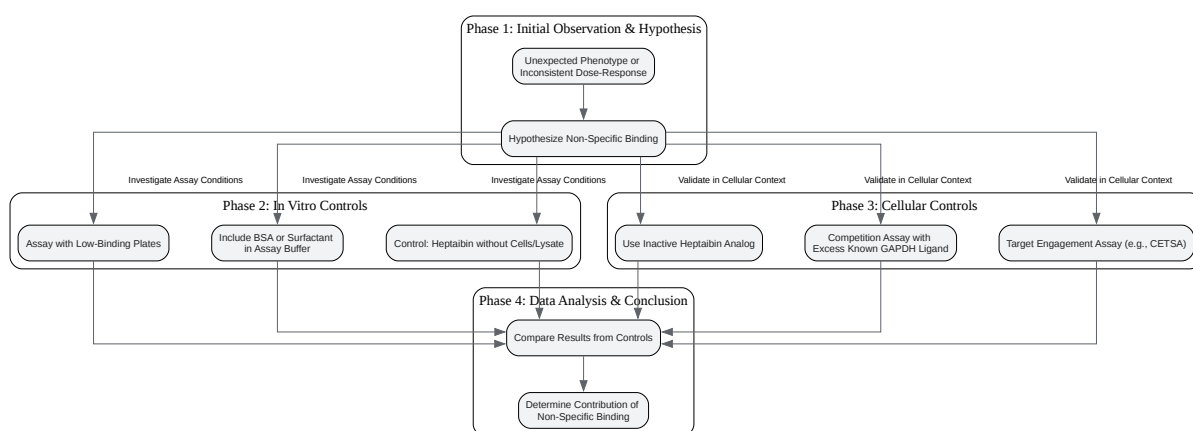 Phase 1: Initial Observation & Hypothesis
Unexpected Phenotype or
Inconsistent Dose-Response
Hypothesize Non-Specific Binding
Investigate Assay Conditions
Investigate Assay Conditions
Investigate Assay Conditions
Validate in Cellular Context
Validate in Cellular Context
Validate in Cellular Context
Phase 2: In Vitro Controls
Assay with Low-Binding Plates
Include BSA or Surfactant
in Assay Buffer
Control: Heptaibin without Cells/Lysate
Phase 3: Cellular Controls
Use Inactive Heptaibin Analog
Competition Assay with
Excess Known GAPDH Ligand
Target Engagement Assay (e.g., CETSA)
Phase 4: Data Analysis & Conclusion
Compare Results from Controls
Determine Contribution of
Non-Specific Binding